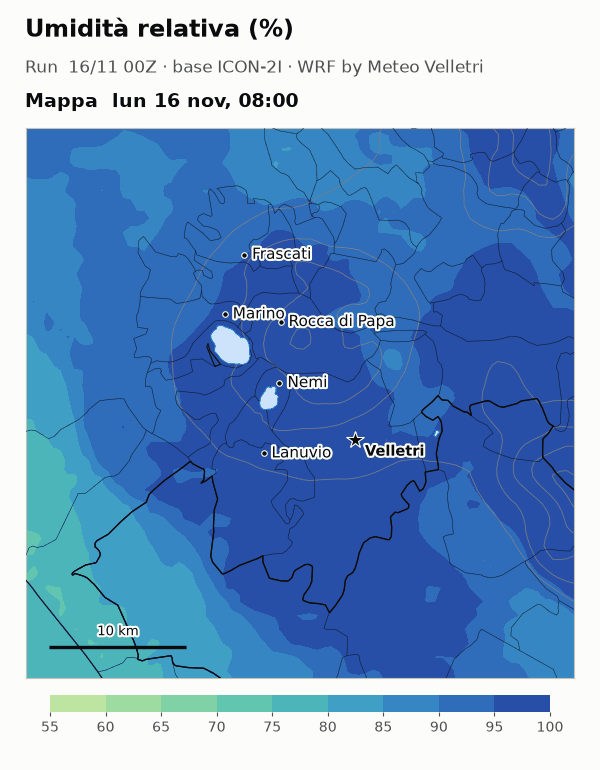 Umidità relativa (%)
Run  16/11 00Z · base ICON-2I · WRF by Meteo Velletri
Mappa  lun 16 nov, 08:00
Frascati
Marino
Rocca di Papa
Nemi
Velletri
Lanuvio
10 km
55 60 65 70 75 80 85 90 95 100